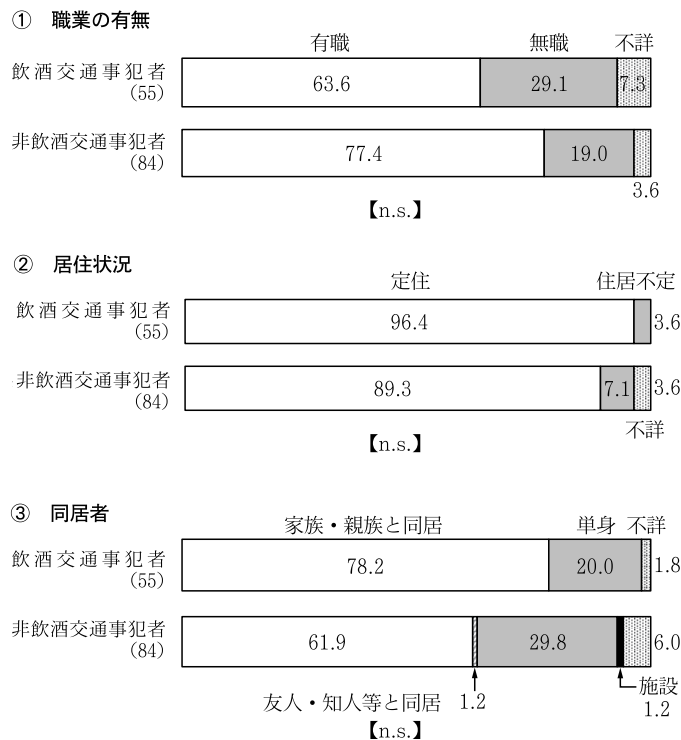 ① 職業の有無
有職 無職 不詳
飲酒交通事犯者
(55)
63.6 29.1 7.3
非飲酒交通事犯者
(84)
77.4 19.0
3.6
【n.s.】
② 居住状況
定住 住居不定
飲酒交通事犯者
(55)
96.4 3.6
非飲酒交通事犯者
(84)
89.3 7.1 3.6
不詳
【n.s.】
③ 同居者
家族・親族と同居 単身 不詳
飲酒交通事犯者
(55)
78.2 20.0 1.8
非飲酒交通事犯者
(84)
61.9 29.8 6.0
友人・知人等と同居 1.2
施設
1.2
【n.s.】